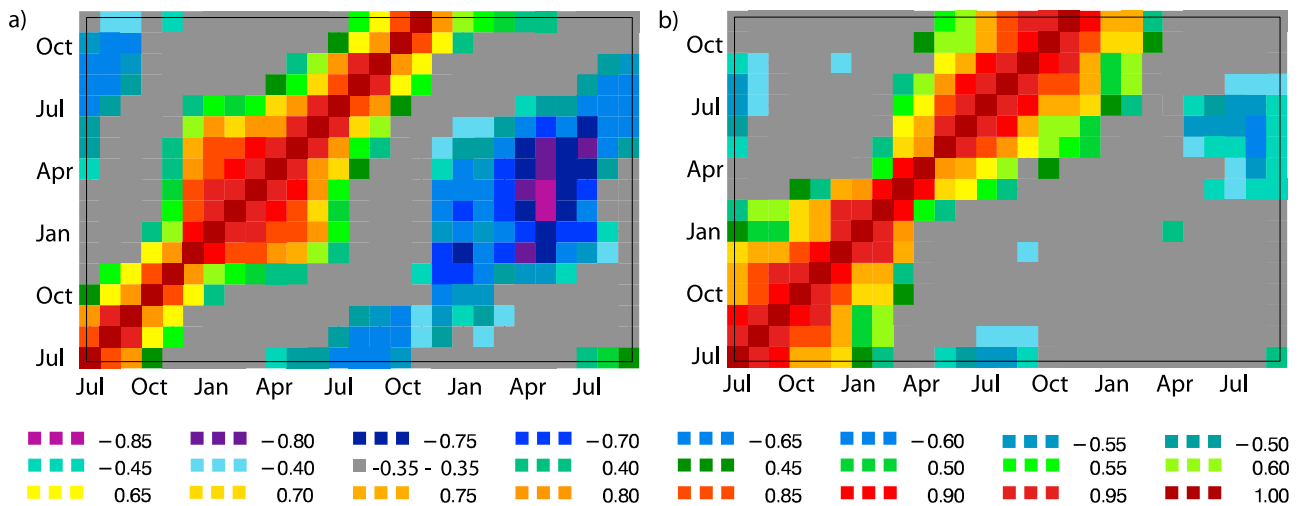 a)
b)
Oct
Jul
Apr
Jan
Oct
Jul
Jul Oct Jan Apr Jul Oct Jan Apr Jul
Oct
Jul
Apr
Jan
Oct
Jul
Jul Oct Jan Apr Jul Oct Jan Apr Jul
−0.85 −0.80 −0.75 −0.70 −0.65 −0.60 −0.55 −0.50
−0.45 −0.40 -0.35 - 0.35 0.40 0.45 0.50 0.55 0.60
0.65 0.70 0.75 0.80 0.85 0.90 0.95 1.00